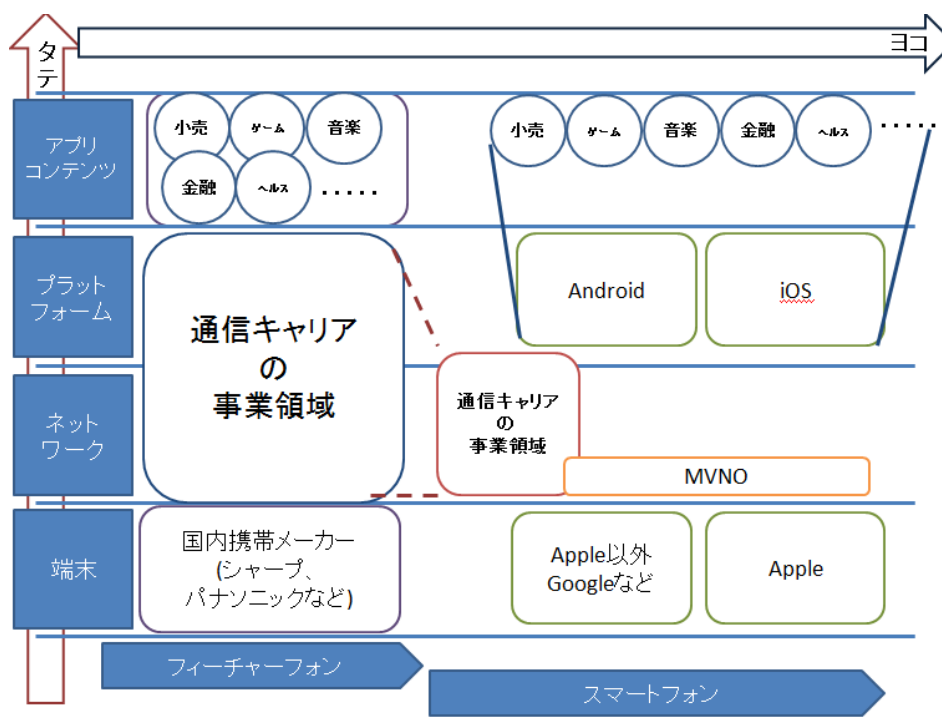 タ
テ
ヨコ
アプリ
コンテンツ
小売
ゲーム
音楽
金融
ヘルス
・・・・・
小売
ゲーム
音楽
金融
ヘルス
・・・・・
プラット
フォーム
通信キャリア
の
事業領域
Android
iOS
ネット
ワーク
通信キャリア
の
事業領域
MVNO
端末
国内携帯メーカー
(シャープ、
パナソニックなど)
Apple以外
Googleなど
Apple
フィーチャーフォン
スマートフォン